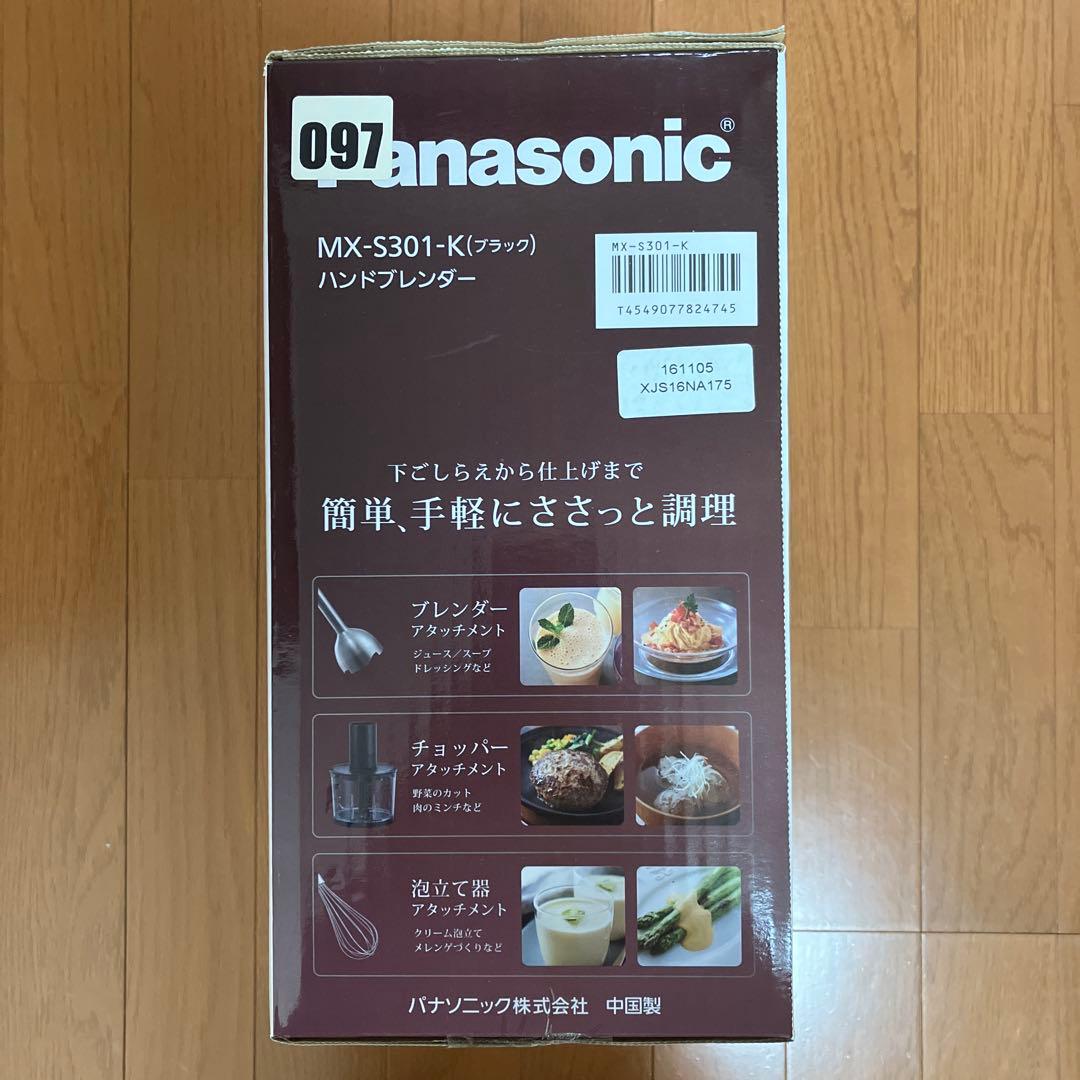 097
Panasonic®
MX-S301-K(ブラック)
ハンドブレンダー
MX-S301-K
T4549077824745
161105
XJS16NA175
下ごしらえから仕上げまで
簡単、手軽にささっと調理
ブレンダー
アタッチメント
ジュース／スープ
ドレッシングなど
チョッパー
アタッチメント
野菜のカット
肉のミンチなど
泡立て器
アタッチメント
クリーム泡立て
メレンゲづくりなど
パナソニック株式会社 中国製